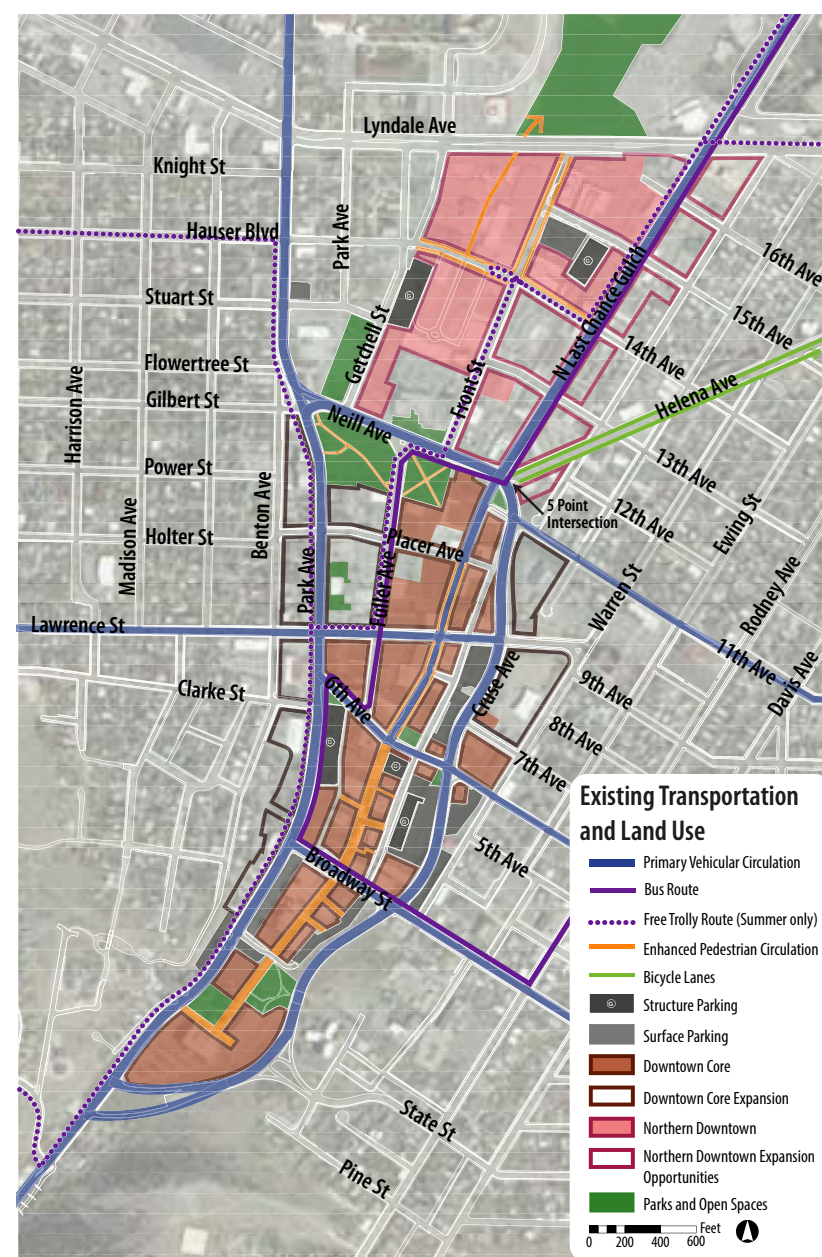 Lyndale Ave
Knight St
Park Ave
Hauser Blvd
16th Ave
Stuart St
15th Ave
N Last Chance Gulch
14th Ave
Getchell St
Flowertree St
Front St
Helena Ave
Harrison Ave
Gilbert St
Neill Ave
13th Ave
Power St
Benton Ave
5 Point
Intersection
12th Ave
Ewing St
Madison Ave
Holter St
Placer Ave
Park Ave
Fuller Ave
Warren St
Rodney Ave
Lawrence St
11th Ave
Davis Ave
Clarke St
6th Ave
Cruse Ave
9th Ave
8th Ave
7th Ave
5th Ave
Broadway St
State St
Pine St
G
G
G
G
G
Existing Transportation
and Land Use
Primary Vehicular Circulation
Bus Route
Free Trolly Route (Summer only)
Enhanced Pedestrian Circulation
Bicycle Lanes
G
Structure Parking
Surface Parking
Downtown Core
Downtown Core Expansion
Northern Downtown
Northern Downtown Expansion
Opportunities
Parks and Open Spaces
Feet
0 200 400 600